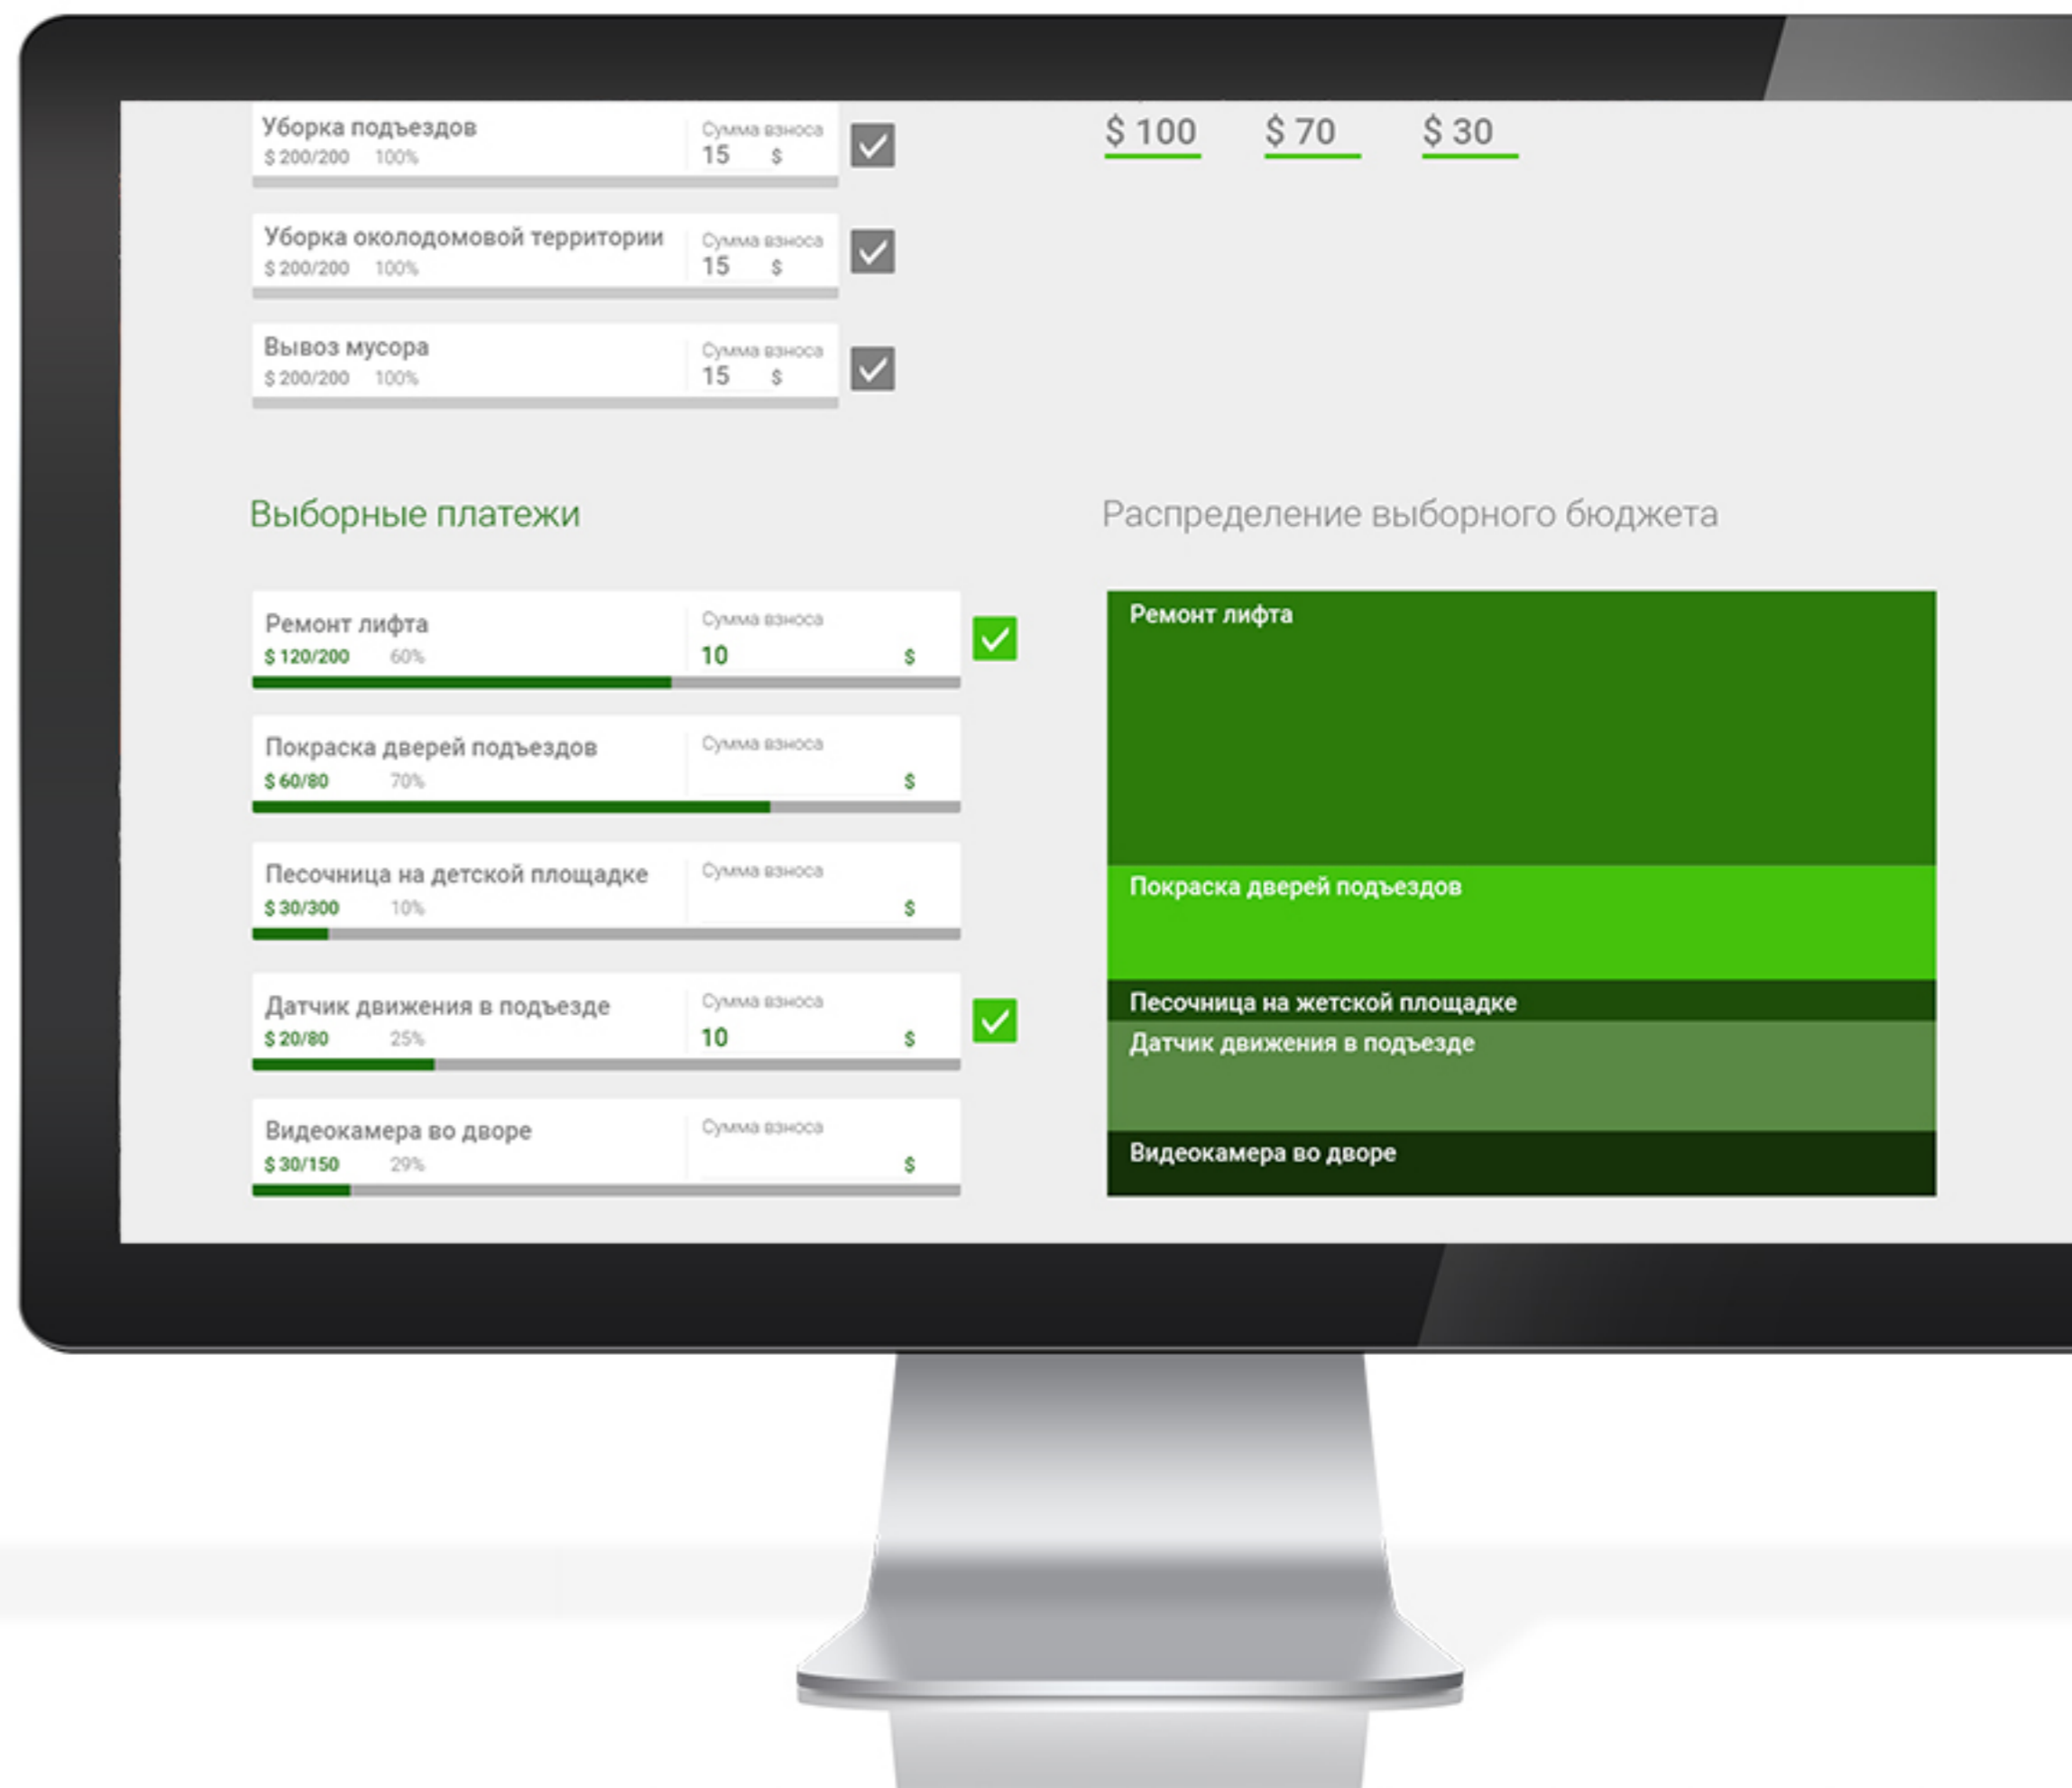 Уборка подъездов
$ 200/200 100%
Сумма взноса
15 $
$ 100 $ 70 $ 30
Уборка околодомовой территории
$ 200/200 100%
Сумма взноса
15 $
Вывоз мусора
$ 200/200 100%
Сумма взноса
15 $
Выборные платежи
Ремонт лифта
$ 120/200 60%
Сумма взноса
10 $
Покраска дверей подъездов
$ 60/80 70%
Сумма взноса
$
Песочница на детской площадке
$ 30/300 10%
Сумма взноса
$
Датчик движения в подъезде
$ 20/80 25%
Сумма взноса
10 $
Видеокамера во дворе
$ 30/150 29%
Сумма взноса
$
Распределение выборного бюджета
Ремонт лифта
Покраска дверей подъездов
Песочница на жетской площадке
Датчик движения в подъезде
Видеокамера во дворе